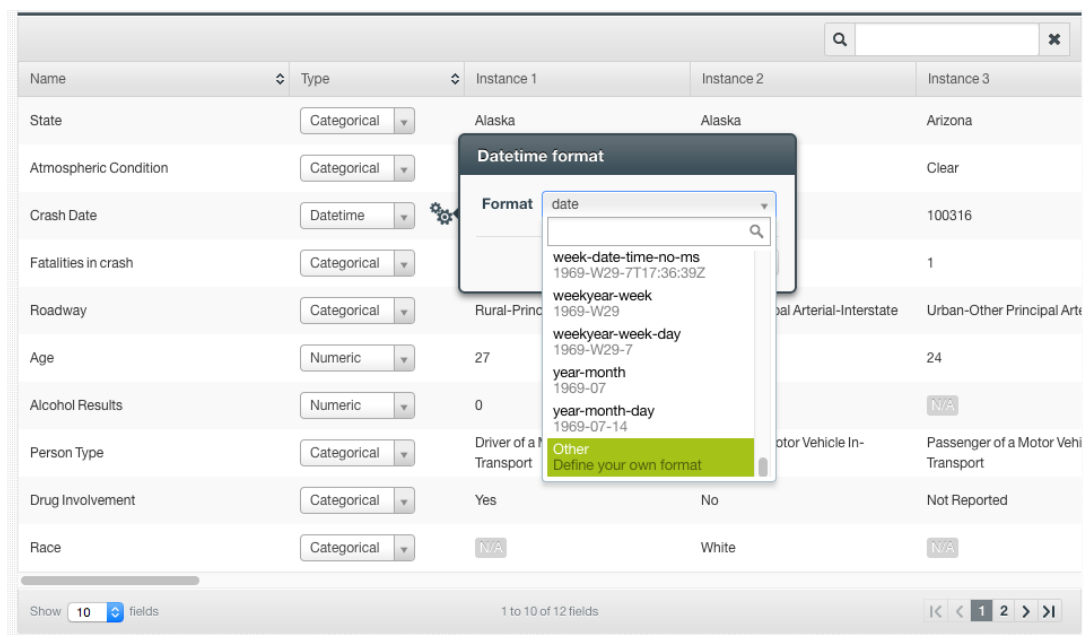 Name Type Instance 1 Instance 2 Instance 3
State Categorical Alaska Alaska Arizona
Datetime format
Atmospheric Condition Categorical Clear
Format date
Crash Date Datetime 100316
week-date-time-no-ms
1969-W29-7T17:36:39Z
Fatalities in crash Categorical 1
weekyear-week
1969-W29
Roadway Categorical Rural-Princ pal Arterial-Interstate Urban-Other Principal Arte
weekyear-week-day
1969-W29-7
Age Numeric 27 24
year-month
1969-07
Alcohol Results Numeric 0 N/A
year-month-day
1969-07-14
Person Type Categorical Driver of a M otor Vehicle In- Passenger of a Motor Vehi
Transport Transport
Other
Define your own format
Drug Involvement Categorical Yes No Not Reported
Race Categorical N/A White N/A
Show 10 fields 1 to 10 of 12 fields 1 2